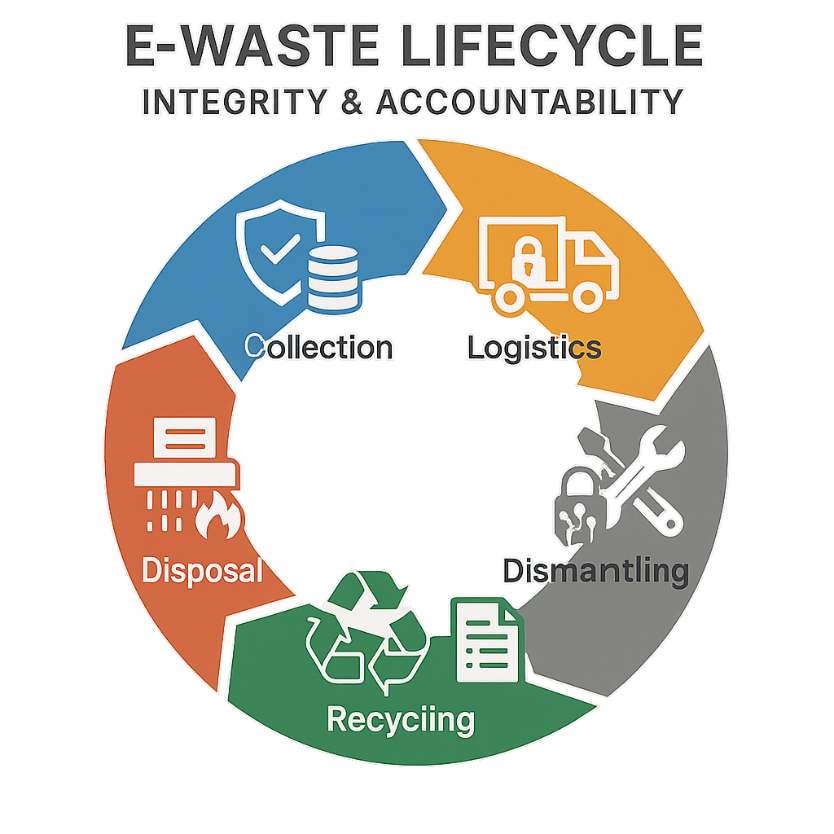 E-WASTE LIFECYCLE
INTEGRITY & ACCOUNTABILITY
Collection
Logistics
Dismantling
Recyciing
Disposal